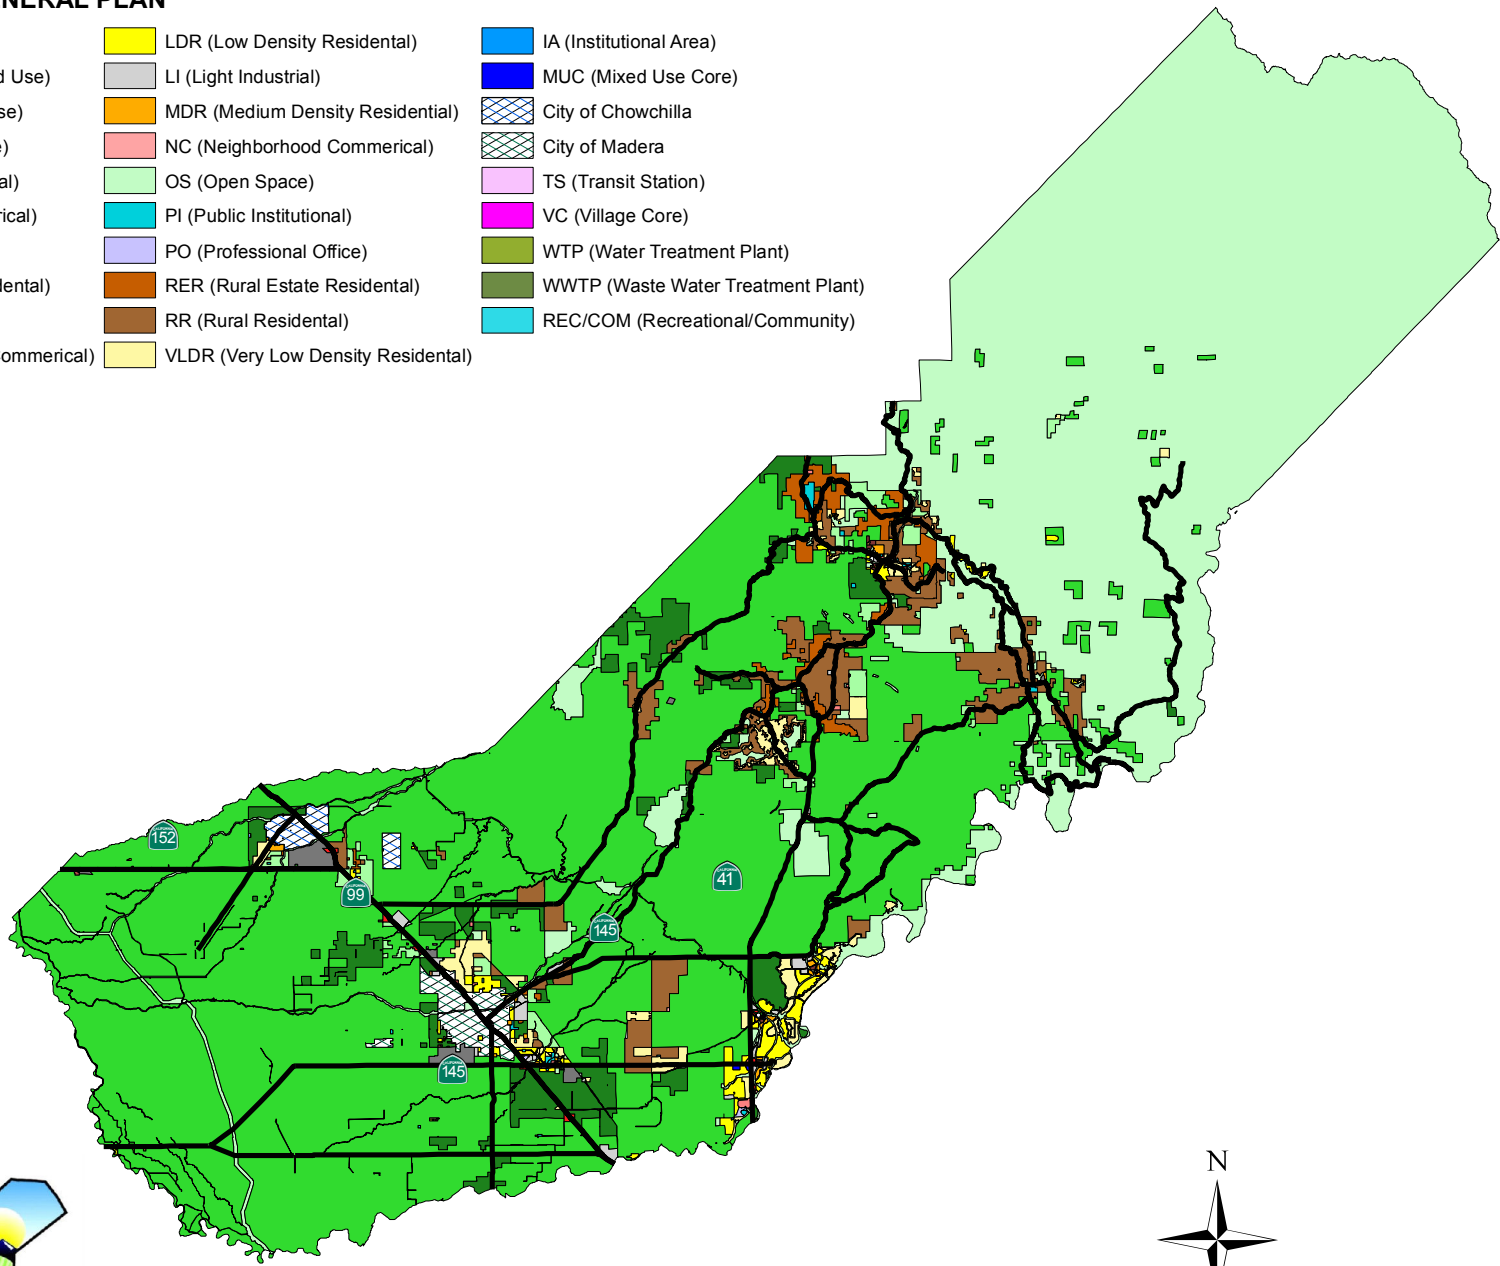 NERAL PLAN
LDR (Low Density Residental)
LI (Light Industrial)
MDR (Medium Density Residential)
NC (Neighborhood Commerical)
OS (Open Space)
PI (Public Institutional)
PO (Professional Office)
RER (Rural Estate Residental)
RR (Rural Residental)
VLDR (Very Low Density Residental)
IA (Institutional Area)
MUC (Mixed Use Core)
City of Chowchilla
City of Madera
TS (Transit Station)
VC (Village Core)
WTP (Water Treatment Plant)
WWTP (Waste Water Treatment Plant)
REC/COM (Recreational/Community)
d Use)
se)
e)
al)
rical)
dental)
ommerical)
152
99
41
145
145
N